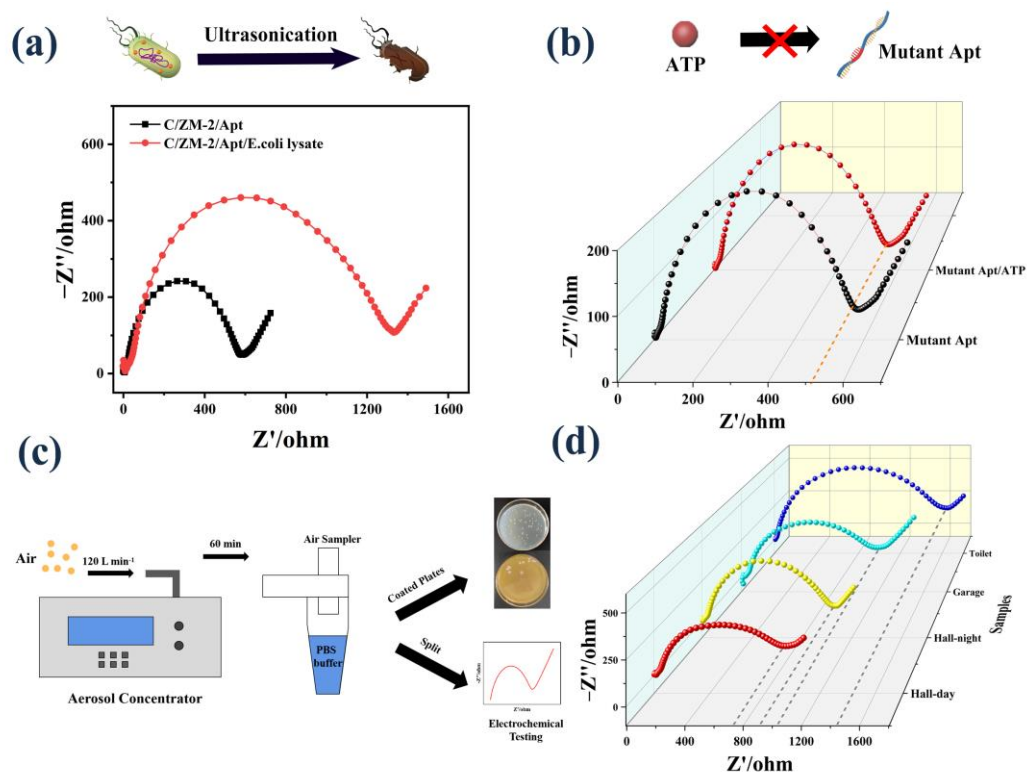 (a)
Ultrasonication
C/ZM-2/Apt
C/ZM-2/Apt/E.coli lysate
−Z''/ohm
600
400
200
0
0
400
800
1200
1600
Z'/ohm
(b)
ATP
Mutant Apt
−Z''/ohm
200
100
0
0
200
400
600
Z'/ohm
Mutant Apt/ATP
Mutant Apt
(c)
Air
120 L min⁻¹
60 min
Aerosol Concentrator
Air Sampler
PBS
buffer
Coated Plates
Split
-Z''/ohm
Z'/ohm
Electrochemical
Testing
(d)
−Z''/ohm
500
250
0
0
400
800
1200
1600
Z'/ohm
Toilet
Garage
Hall-night
Hall-day
Samples